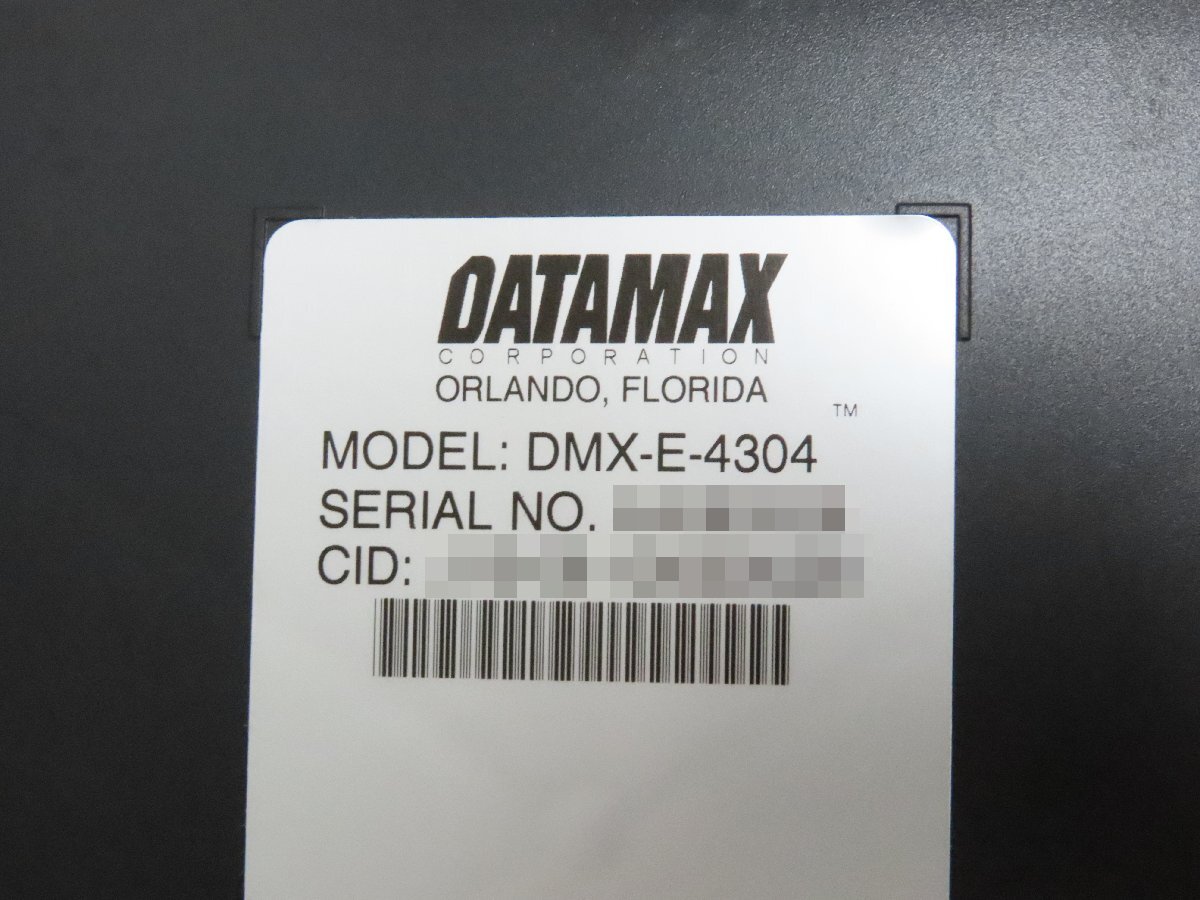 DATAMAX
CORPORATION
ORLANDO, FLORIDA
TM
MODEL: DMX-E-4304
SERIAL NO.
CID: